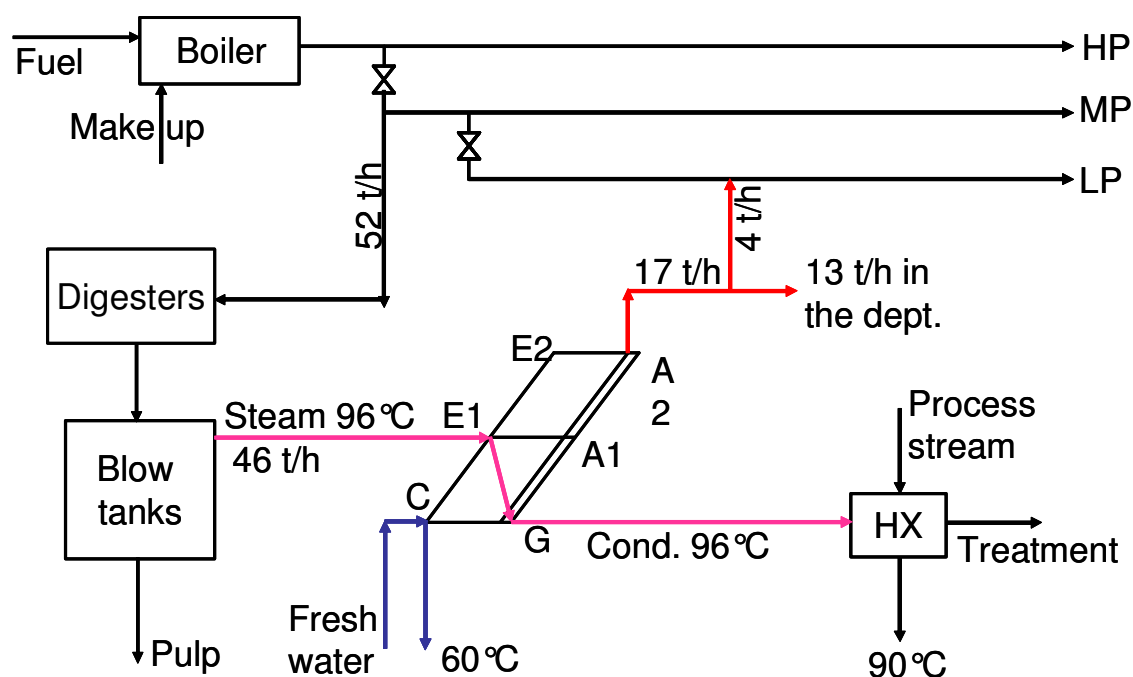 Boiler
HP
Fuel
Make up
MP
LP
52 t/h
4 t/h
17 t/h
13 t/h in
the dept.
Digesters
E2
A
2
Steam 96°C
E1
46 t/h
A1
Process
stream
Blow
tanks
C
G
Cond. 96°C
HX
Treatment
Fresh
water
60°C
Pulp
90°C